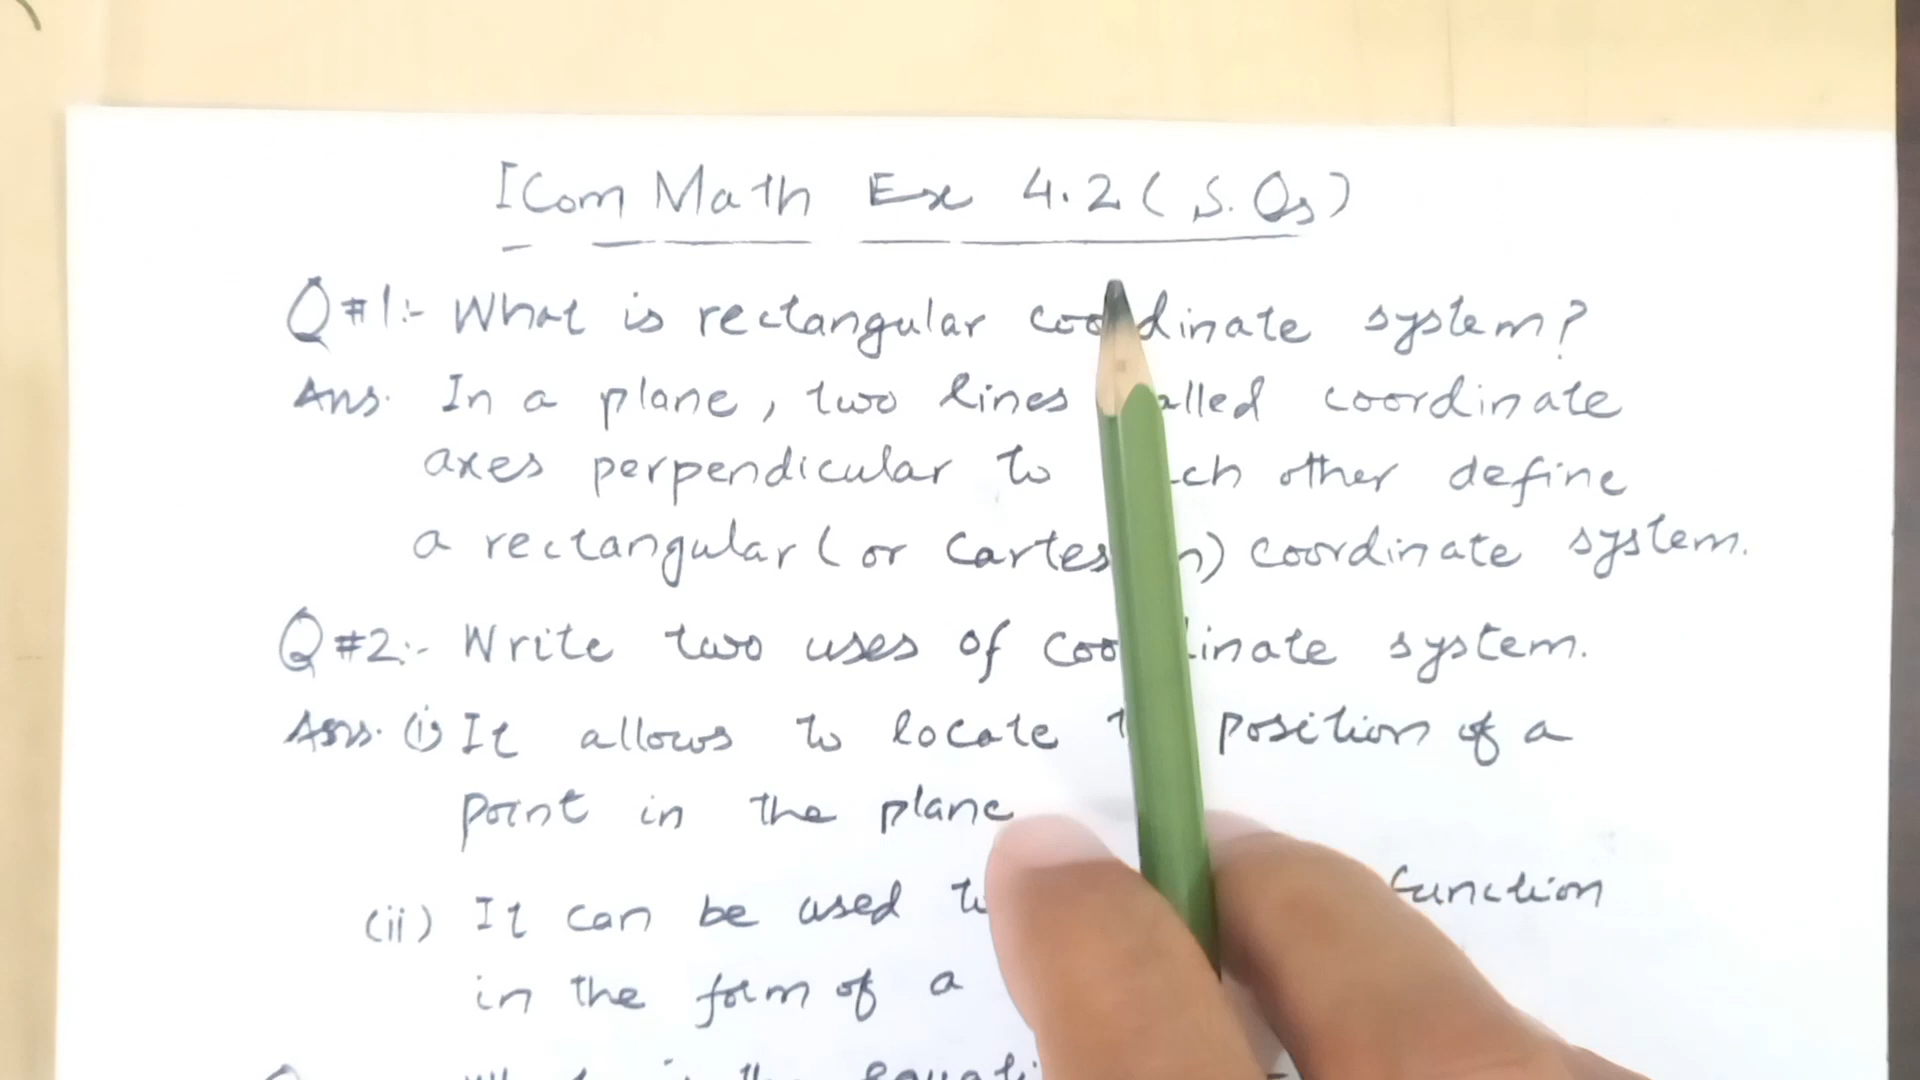 ICom Math Ex 4.2 (S.Qs)
Q#1:- What is rectangular coordinate system?
Ans. In a plane, two lines called coordinate
axes perpendicular to each other define
a rectangular (or Cartesian) coordinate system.
Q#2:- Write two uses of coordinate system.
Ans. (i) It allows to locate position of a
point in the plane
(ii) It can be used to function
in the form of a
is the